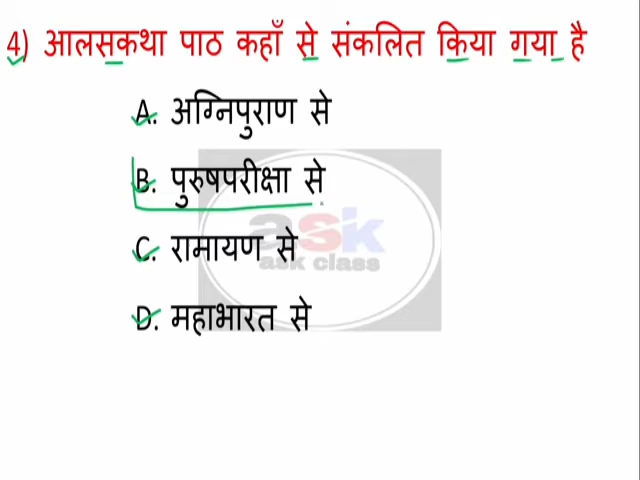 4) आलसकथा पाठ कहाँ से संकलित किया गया है
A. अग्निपुराण से
B. पुरुषपरीक्षा से
ask
C. रामायण से
ask class
D. महाभारत से